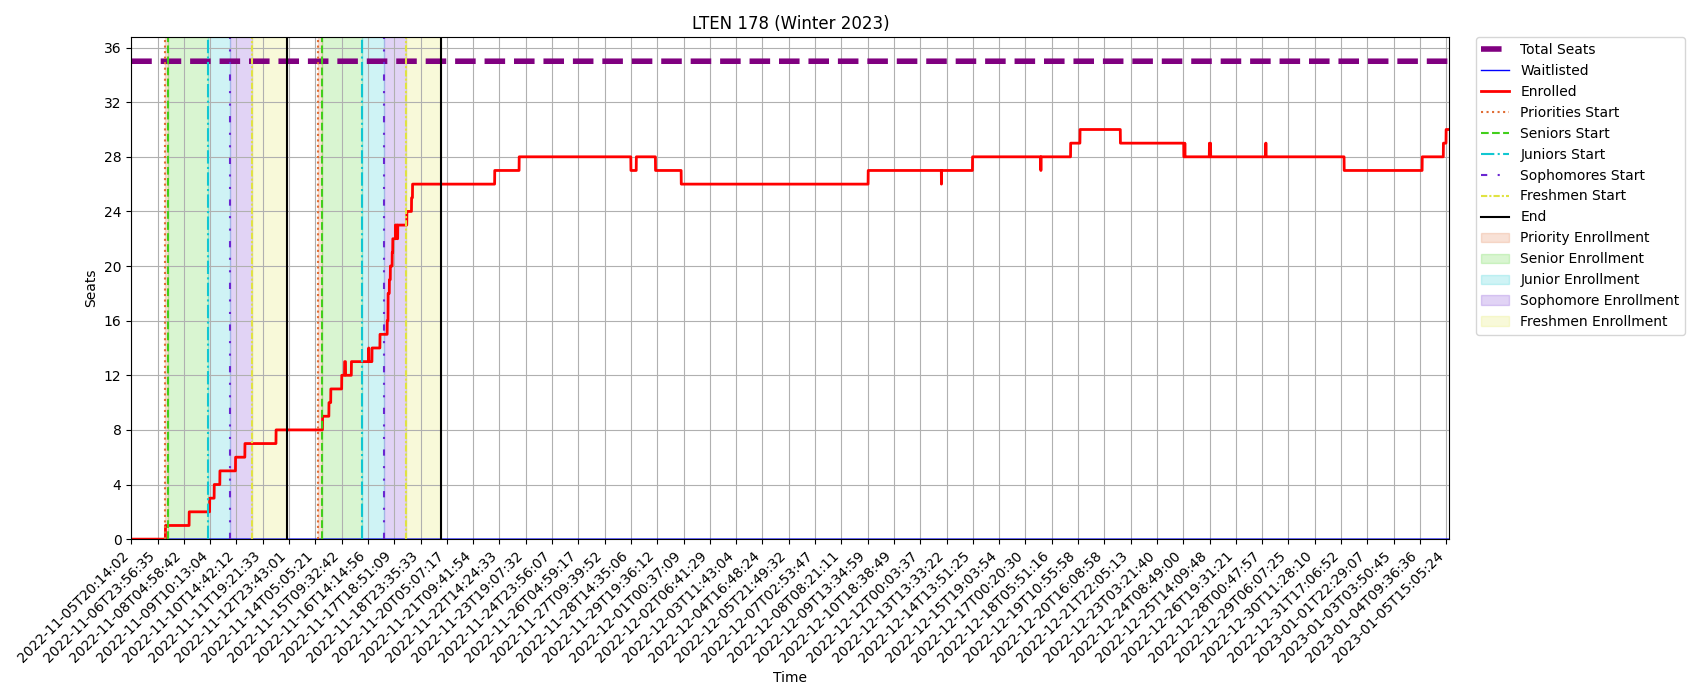 LTEN 178 (Winter 2023)
Seats
36
32
28
24
20
16
12
8
4
0
2022-11-05T20:14:02
2022-11-06T23:56:35
2022-11-08T04:58:42
2022-11-09T10:13:04
2022-11-10T14:42:12
2022-11-11T19:21:33
2022-11-12T23:43:01
2022-11-14T05:05:21
2022-11-15T09:32:42
2022-11-16T14:14:56
2022-11-17T18:51:09
2022-11-18T23:35:33
2022-11-20T05:07:17
2022-11-21T09:41:54
2022-11-22T14:24:33
2022-11-23T19:07:32
2022-11-24T23:56:07
2022-11-26T04:59:17
2022-11-27T09:39:52
2022-11-28T14:35:06
2022-11-29T19:36:12
2022-12-01T00:37:09
2022-12-02T06:41:29
2022-12-03T11:43:04
2022-12-04T16:48:24
2022-12-05T21:49:32
2022-12-07T02:53:47
2022-12-08T08:21:11
2022-12-09T13:34:59
2022-12-10T18:38:49
2022-12-12T00:03:37
2022-12-13T13:33:22
2022-12-14T13:51:25
2022-12-15T19:03:54
2022-12-17T00:20:30
2022-12-18T05:51:16
2022-12-19T10:55:58
2022-12-20T16:08:58
2022-12-21T22:05:13
2022-12-23T03:21:40
2022-12-24T08:49:00
2022-12-25T14:09:48
2022-12-26T19:31:21
2022-12-28T00:47:57
2022-12-29T06:07:25
2022-12-30T11:28:10
2022-12-31T17:06:52
2023-01-01T22:29:07
2023-01-03T03:50:45
2023-01-04T09:36:36
2023-01-05T15:05:24
Time
Total Seats
Waitlisted
Enrolled
Priorities Start
Seniors Start
Juniors Start
Sophomores Start
Freshmen Start
End
Priority Enrollment
Senior Enrollment
Junior Enrollment
Sophomore Enrollment
Freshmen Enrollment